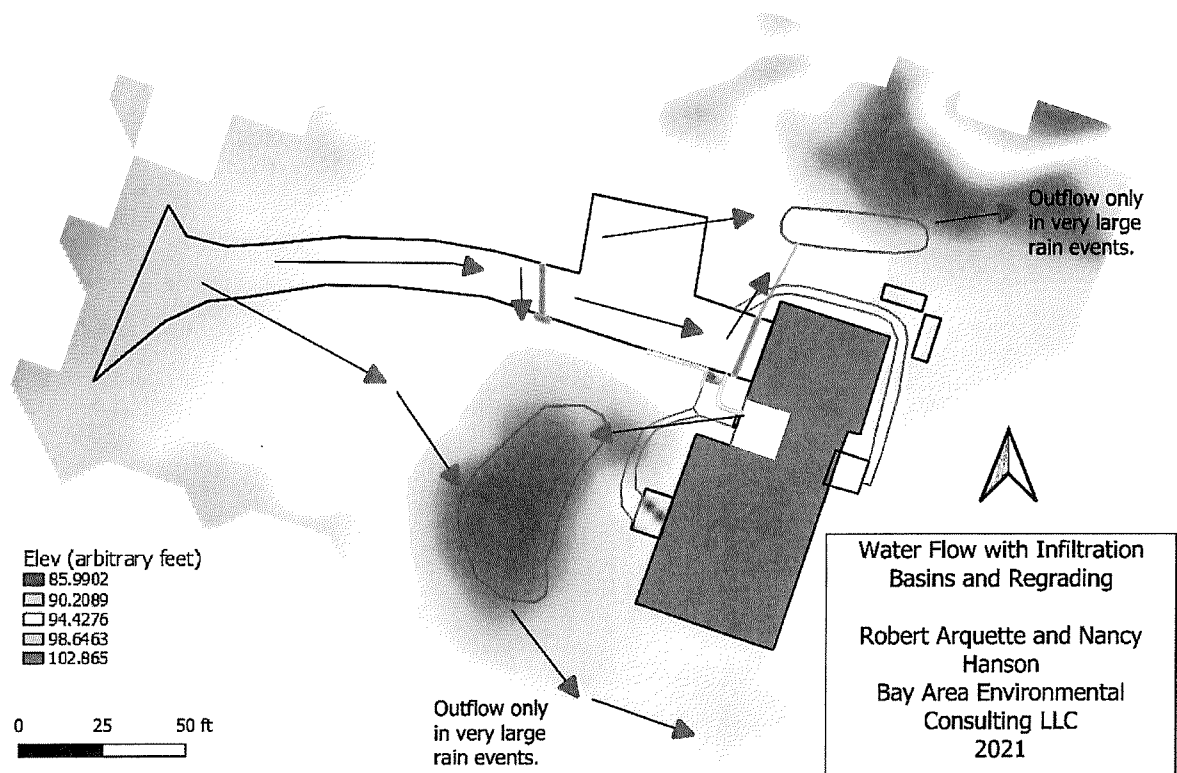 Outflow only
in very large
rain events.
Elev (arbitrary feet)
85.9902
90.2089
94.4276
98.6463
102.865
0 25 50 ft
Outflow only
in very large
rain events.
Water Flow with Infiltration
Basins and Regrading
Robert Arquette and Nancy
Hanson
Bay Area Environmental
Consulting LLC
2021